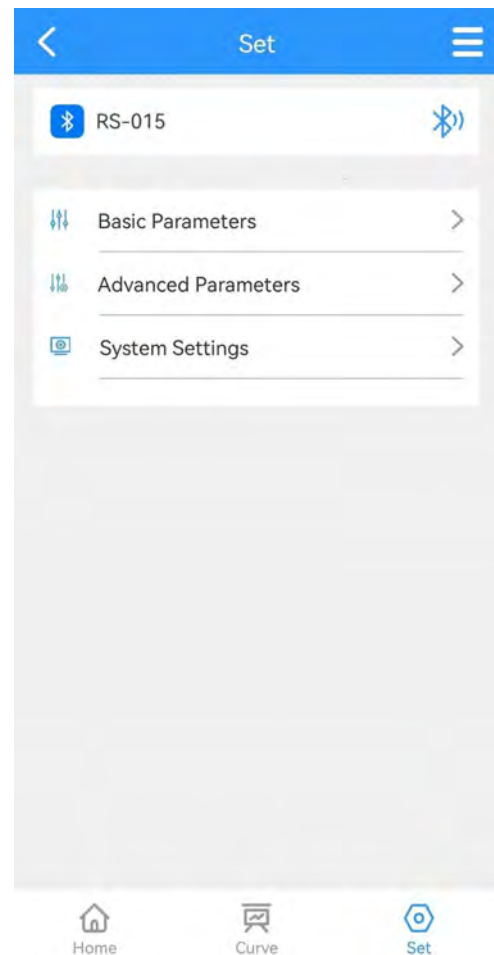 Set
RS-015
Basic Parameters
Advanced Parameters
System Settings
Home
Curve
Set